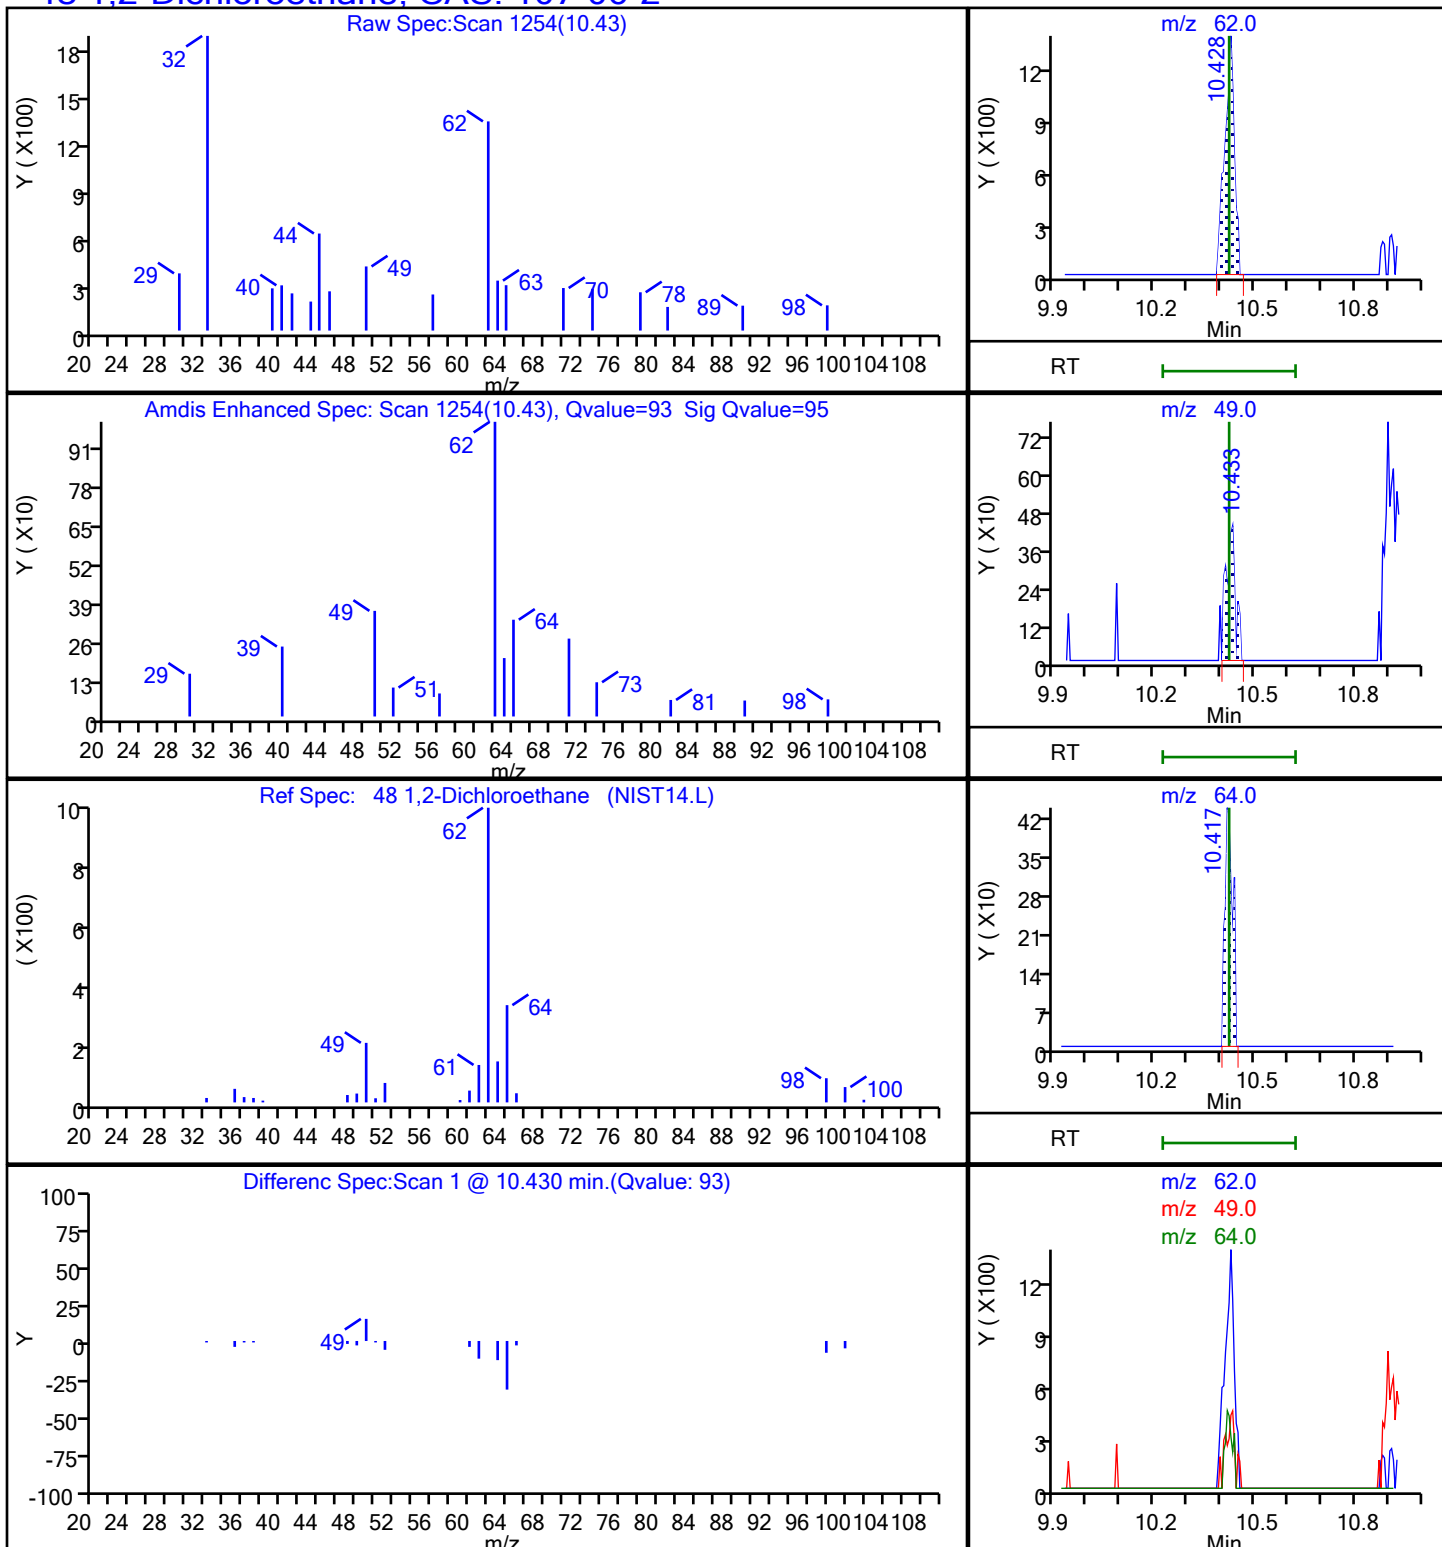 48 1,2-Dichloroethane, CAS: 107-06-2
Raw Spec:Scan 1254(10.43)
Y ( X100)
18
15
12
9
6
3
0
32
62
44
49
29
40
63
70
78
89
98
20 24 28 32 36 40 44 48 52 56 60 64 68 72 76 80 84 88 92 96 100 104 108
m/z
m/z 62.0
Y ( X100)
12
9
6
3
0
10.428
9.9 10.2 10.5 10.8
Min
RT
Amdis Enhanced Spec: Scan 1254(10.43), Qvalue=93 Sig Qvalue=95
Y ( X10)
91
78
65
52
39
26
13
0
62
49
64
39
29
51
73
81
98
20 24 28 32 36 40 44 48 52 56 60 64 68 72 76 80 84 88 92 96 100 104 108
m/z
m/z 49.0
Y ( X10)
72
60
48
36
24
12
0
10.433
9.9 10.2 10.5 10.8
Min
RT
Ref Spec: 48 1,2-Dichloroethane (NIST14.L)
( X100)
10
8
6
4
2
0
62
64
49
61
98
100
20 24 28 32 36 40 44 48 52 56 60 64 68 72 76 80 84 88 92 96 100 104 108
m/z
m/z 64.0
Y ( X10)
42
35
28
21
14
7
0
10.417
9.9 10.2 10.5 10.8
Min
RT
Differenc Spec:Scan 1 @ 10.430 min.(Qvalue: 93)
Y
100
75
50
25
0
-25
-50
-75
-100
49
20 24 28 32 36 40 44 48 52 56 60 64 68 72 76 80 84 88 92 96 100 104 108
m/z
m/z 62.0
m/z 49.0
m/z 64.0
Y ( X100)
12
9
6
3
0
9.9 10.2 10.5 10.8
Min